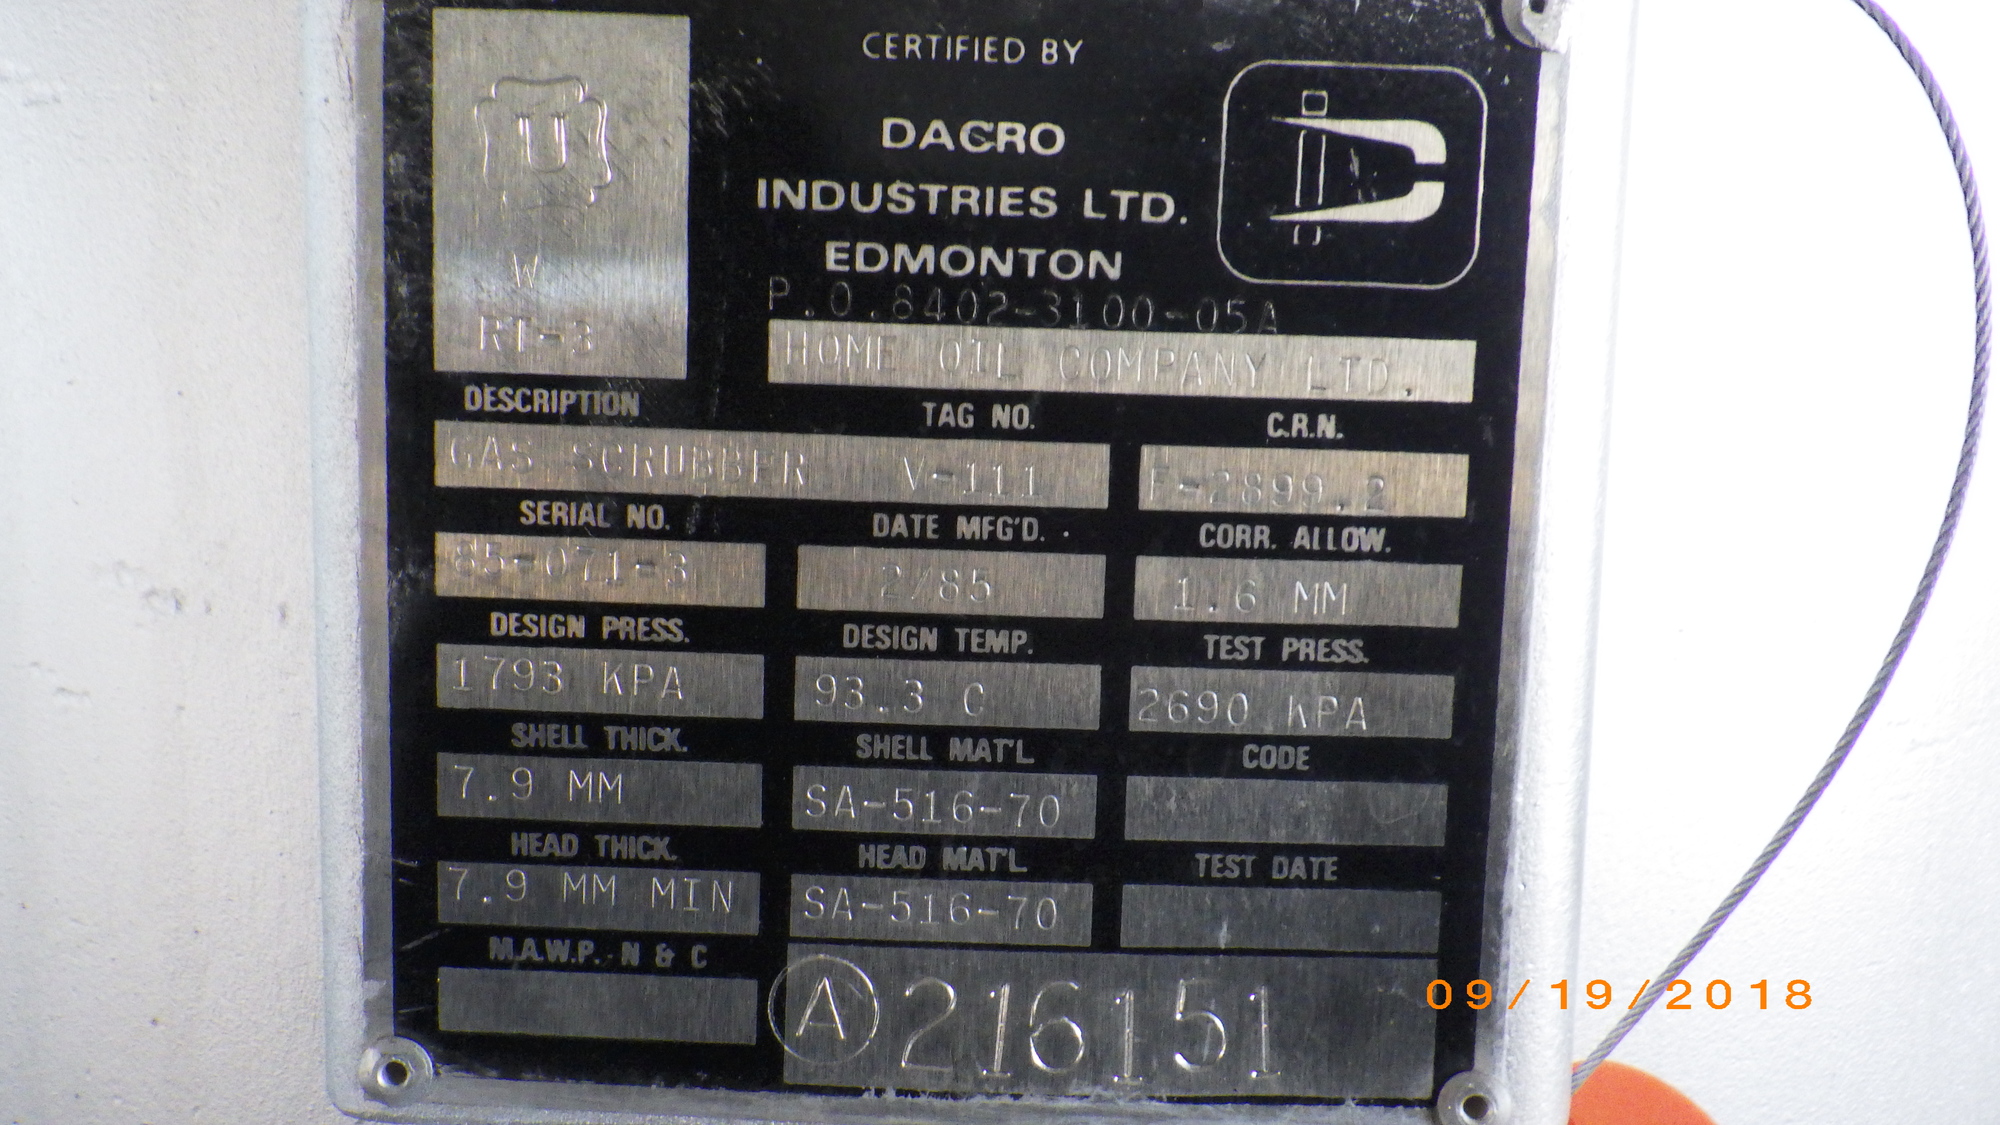 CERTIFIED BY
DACRO
INDUSTRIES LTD.
EDMONTON
U
W
RT-3
P.O.8402-3100-05A
HOME OIL COMPANY LTD.
DESCRIPTION TAG NO. C.R.N.
GAS SCRUBBER V-111 F-2899.2
SERIAL NO. DATE MFG'D. CORR. ALLOW.
85-071-3 2/85 1.6 MM
DESIGN PRESS. DESIGN TEMP. TEST PRESS.
1793 KPA 93.3 C 2690 KPA
SHELL THICK. SHELL MAT'L CODE
7.9 MM SA-516-70
HEAD THICK. HEAD MAT'L TEST DATE
7.9 MM MIN SA-516-70
M.A.W.P. N & C
A 216151
09/19/2018